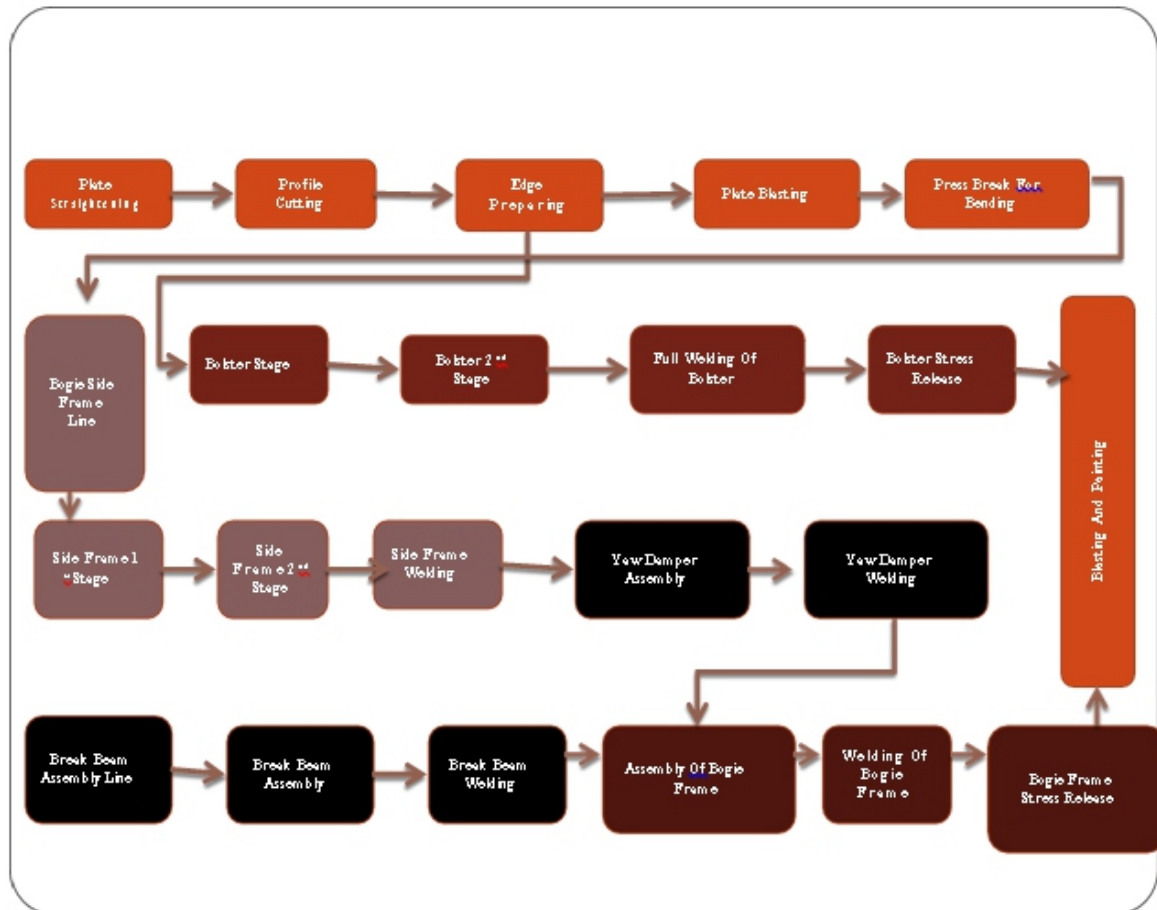 Plate
Straightening
Profile
Cutting
Edge
Preparing
Plate Blasting
Press Break For
Bending
Bogie Side
Frame
Line
Bolster Stage
Bolster 2nd
Stage
Full Welding Of
Bolster
Bolster Stress
Release
Blasting And Painting
Side Frame 1
st Stage
Side
Frame 2nd
Stage
Side Frame
Welding
Yaw Damper
Assembly
Yaw Damper
Welding
Break Beam
Assembly Line
Break Beam
Assembly
Break Beam
Welding
Assembly Of Bogie
Frame
Welding Of
Bogie
Frame
Bogie Frame
Stress Release